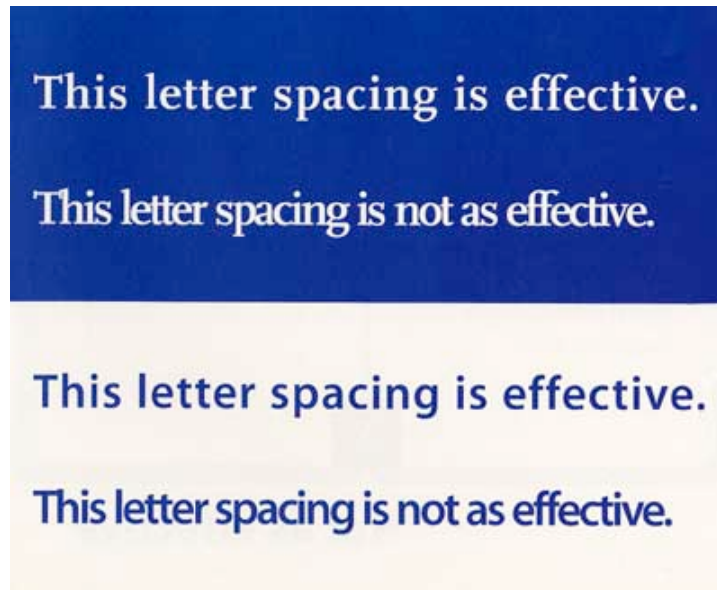 This letter spacing is effective.
This letter spacing is not as effective.
This letter spacing is effective.
This letter spacing is not as effective.